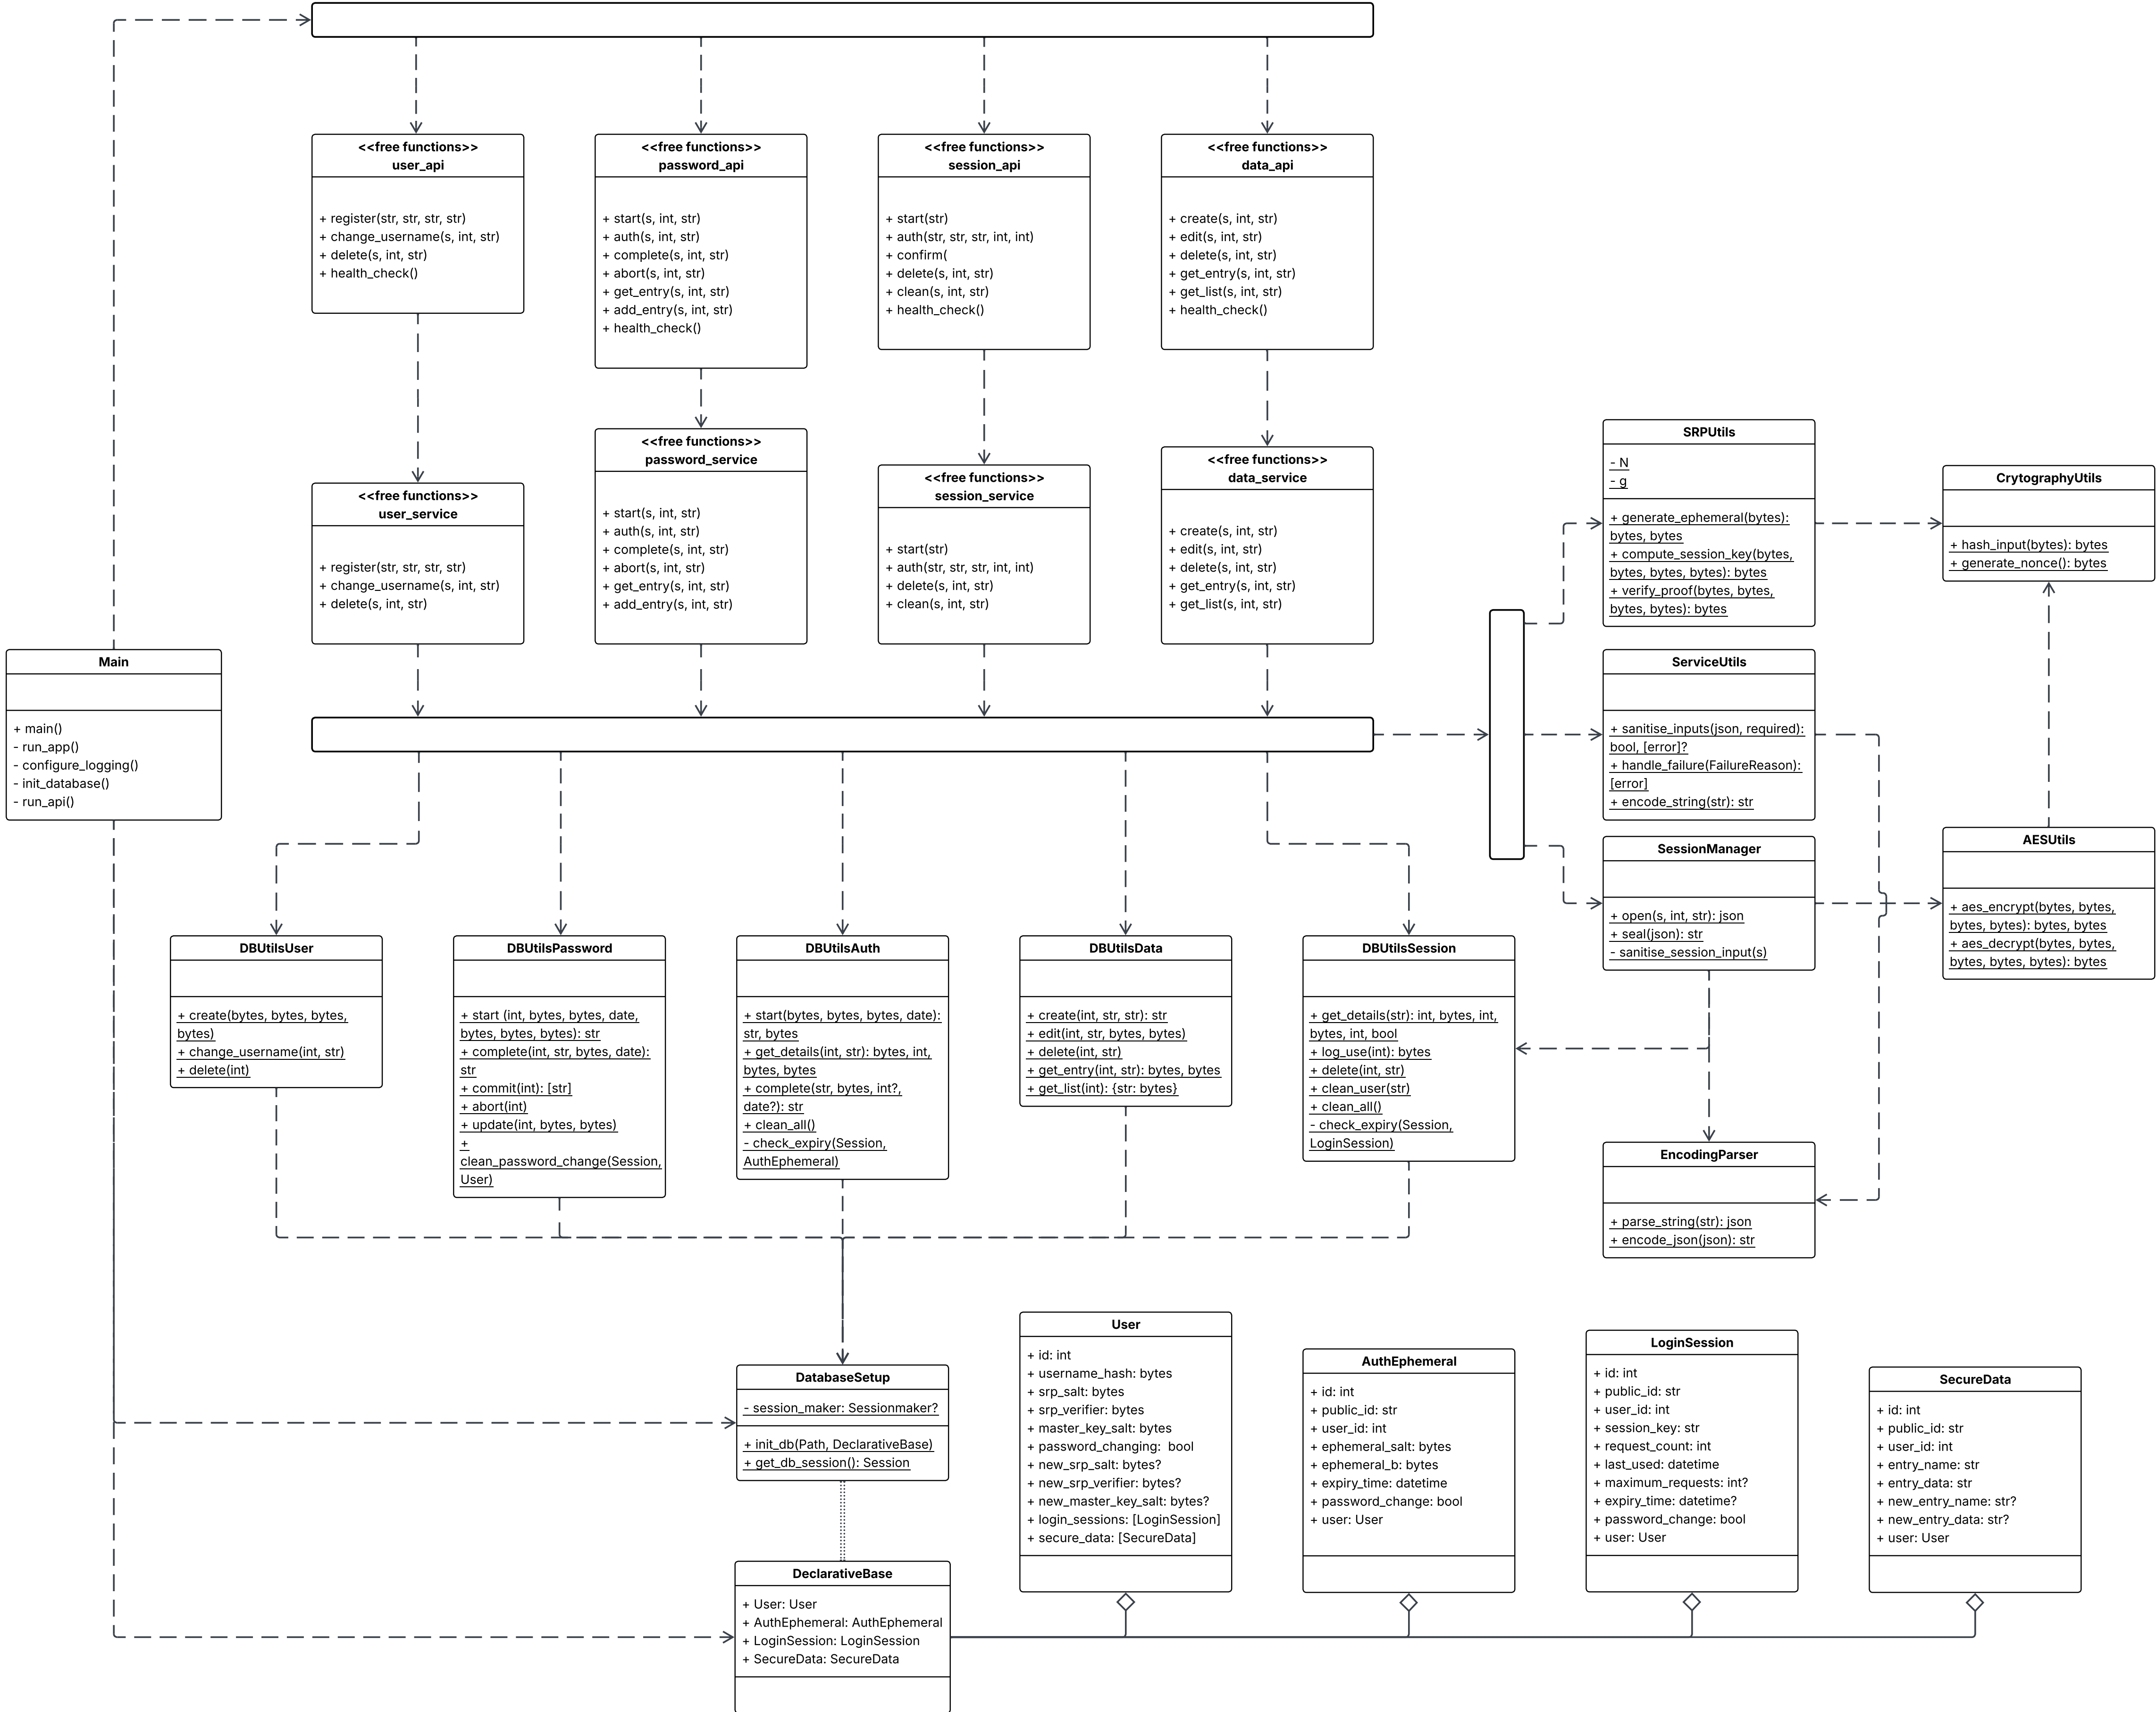 <<free functions>>
user_api
+ register(str, str, str, str)
+ change_username(s, int, str)
+ delete(s, int, str)
+ health_check()
<<free functions>>
password_api
+ start(s, int, str)
+ auth(s, int, str)
+ complete(s, int, str)
+ abort(s, int, str)
+ get_entry(s, int, str)
+ add_entry(s, int, str)
+ health_check()
<<free functions>>
session_api
+ start(str)
+ auth(str, str, str, int, int)
+ confirm(
+ delete(s, int, str)
+ clean(s, int, str)
+ health_check()
<<free functions>>
data_api
+ create(s, int, str)
+ edit(s, int, str)
+ delete(s, int, str)
+ get_entry(s, int, str)
+ get_list(s, int, str)
+ health_check()
<<free functions>>
user_service
+ register(str, str, str, str)
+ change_username(s, int, str)
+ delete(s, int, str)
<<free functions>>
password_service
+ start(s, int, str)
+ auth(s, int, str)
+ complete(s, int, str)
+ abort(s, int, str)
+ get_entry(s, int, str)
+ add_entry(s, int, str)
<<free functions>>
session_service
+ start(str)
+ auth(str, str, str, int, int)
+ delete(s, int, str)
+ clean(s, int, str)
<<free functions>>
data_service
+ create(s, int, str)
+ edit(s, int, str)
+ delete(s, int, str)
+ get_entry(s, int, str)
+ get_list(s, int, str)
SRPUtils
- N
- g
+ generate_ephemeral(bytes):
bytes, bytes
+ compute_session_key(bytes,
bytes, bytes, bytes): bytes
+ verify_proof(bytes, bytes,
bytes, bytes): bytes
CrytographyUtils
+ hash_input(bytes): bytes
+ generate_nonce(): bytes
Main
+ main()
- run_app()
- configure_logging()
- init_database()
- run_api()
ServiceUtils
+ sanitise_inputs(json, required):
bool, [error]?
+ handle_failure(FailureReason):
[error]
+ encode_string(str): str
SessionManager
+ open(s, int, str): json
+ seal(json): str
- sanitise_session_input(s)
AESUtils
+ aes_encrypt(bytes, bytes,
bytes, bytes): bytes, bytes
+ aes_decrypt(bytes, bytes,
bytes, bytes, bytes): bytes
DBUtilsUser
+ create(bytes, bytes, bytes,
bytes)
+ change_username(int, str)
+ delete(int)
DBUtilsPassword
+ start (int, bytes, bytes, date,
bytes, bytes, bytes): str
+ complete(int, str, bytes, date):
str
+ commit(int): [str]
+ abort(int)
+ update(int, bytes, bytes)
+
clean_password_change(Session,
User)
DBUtilsAuth
+ start(bytes, bytes, bytes, date):
str, bytes
+ get_details(int, str): bytes, int,
bytes, bytes
+ complete(str, bytes, int?,
date?): str
+ clean_all()
- check_expiry(Session,
AuthEphemeral)
DBUtilsData
+ create(int, str, str): str
+ edit(int, str, bytes, bytes)
+ delete(int, str)
+ get_entry(int, str): bytes, bytes
+ get_list(int): {str: bytes}
DBUtilsSession
+ get_details(str): int, bytes, int,
bytes, int, bool
+ log_use(int): bytes
+ delete(int, str)
+ clean_user(str)
+ clean_all()
- check_expiry(Session,
LoginSession)
EncodingParser
+ parse_string(str): json
+ encode_json(json): str
DatabaseSetup
- session_maker: Sessionmaker?
+ init_db(Path, DeclarativeBase)
+ get_db_session(): Session
User
+ id: int
+ username_hash: bytes
+ srp_salt: bytes
+ srp_verifier: bytes
+ master_key_salt: bytes
+ password_changing:  bool
+ new_srp_salt: bytes?
+ new_srp_verifier: bytes?
+ new_master_key_salt: bytes?
+ login_sessions: [LoginSession]
+ secure_data: [SecureData]
AuthEphemeral
+ id: int
+ public_id: str
+ user_id: int
+ ephemeral_salt: bytes
+ ephemeral_b: bytes
+ expiry_time: datetime
+ password_change: bool
+ user: User
LoginSession
+ id: int
+ public_id: str
+ user_id: int
+ session_key: str
+ request_count: int
+ last_used: datetime
+ maximum_requests: int?
+ expiry_time: datetime?
+ password_change: bool
+ user: User
SecureData
+ id: int
+ public_id: str
+ user_id: int
+ entry_name: str
+ entry_data: str
+ new_entry_name: str?
+ new_entry_data: str?
+ user: User
DeclarativeBase
+ User: User
+ AuthEphemeral: AuthEphemeral
+ LoginSession: LoginSession
+ SecureData: SecureData